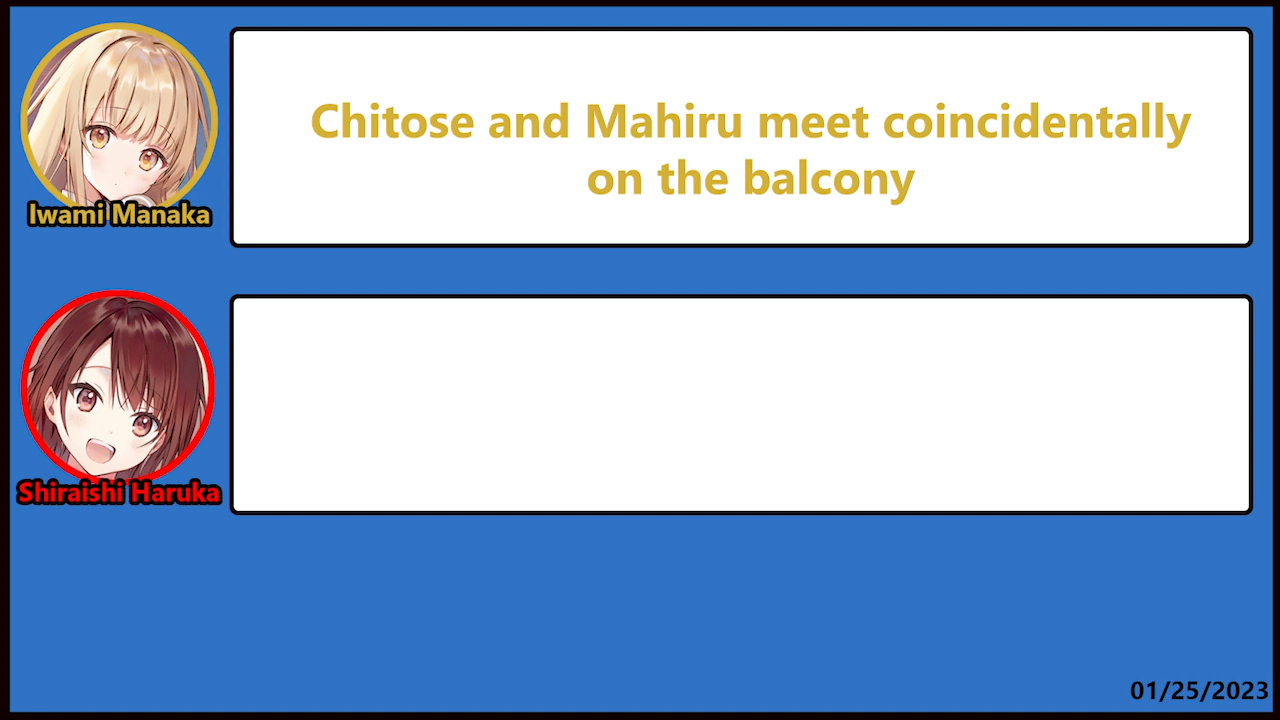 Chitose and Mahiru meet coincidentally
on the balcony
Iwami Manaka
Shiraishi Haruka
01/25/2023